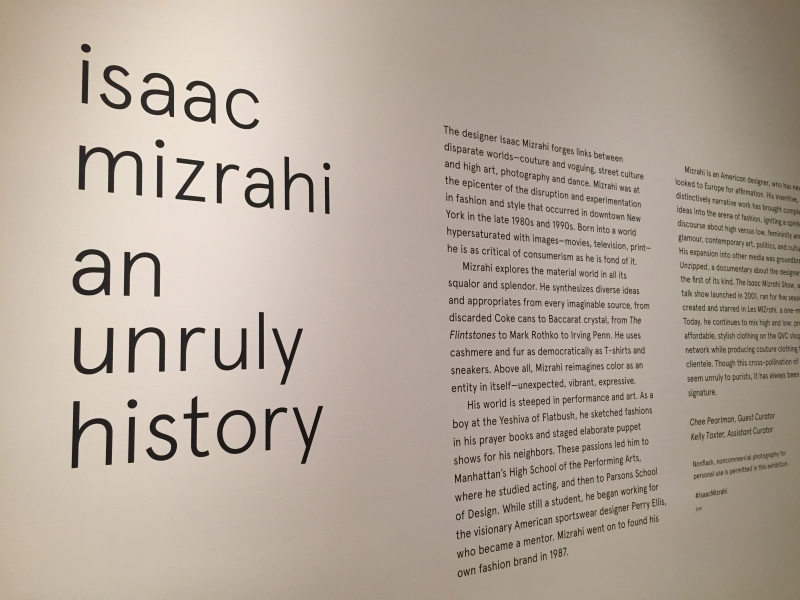 isaac
mizrahi
an
unruly
history
The designer Isaac Mizrahi forges links between
disparate worlds—couture and voguing, street culture
and high art, photography and dance. Mizrahi was at
the epicenter of the disruption and experimentation
in fashion and style that occurred in downtown New
York in the late 1980s and 1990s. Born into a world
hypersaturated with images—movies, television, print—
he is as critical of consumerism as he is fond of it.
Mizrahi explores the material world in all its
squalor and splendor. He synthesizes diverse ideas
and appropriates from every imaginable source, from
discarded Coke cans to Baccarat crystal, from The
Flintstones to Mark Rothko to Irving Penn. He uses
cashmere and fur as democratically as T-shirts and
sneakers. Above all, Mizrahi reimagines color as an
entity in itself—unexpected, vibrant, expressive.
His world is steeped in performance and art. As a
boy at the Yeshiva of Flatbush, he sketched fashions
in his prayer books and staged elaborate puppet
shows for his neighbors. These passions led him to
Manhattan's High School of the Performing Arts,
where he studied acting, and then to Parsons School
of Design. While still a student, he began working for
the visionary American sportswear designer Perry Ellis,
who became a mentor. Mizrahi went on to found his
own fashion brand in 1987.
Mizrahi is an American designer, who has
looked to Europe for affirmation. His inventive,
distinctively narrative work has brought
ideas into the arena of fashion, igniting a
discourse about high versus low, femininity
glamour, contemporary art, politics, and
His expansion into other media was
Unzipped, a documentary about the
the first of its kind. The Isaac Mizrahi Show,
talk show launched in 2001, ran for five
created and starred in Les MIZrahi, a
Today, he continues to mix high and low:
affordable, stylish clothing on the QVC
network while producing couture clothing
clientele. Though this cross-pollination
seem unruly to purists, it has always been
signature.
Chee Pearlman, Guest Curator
Kelly Taxter, Assistant Curator
Nonflash, noncommercial photography for
personal use is permitted in this exhibition.
#IsaacMizrahi